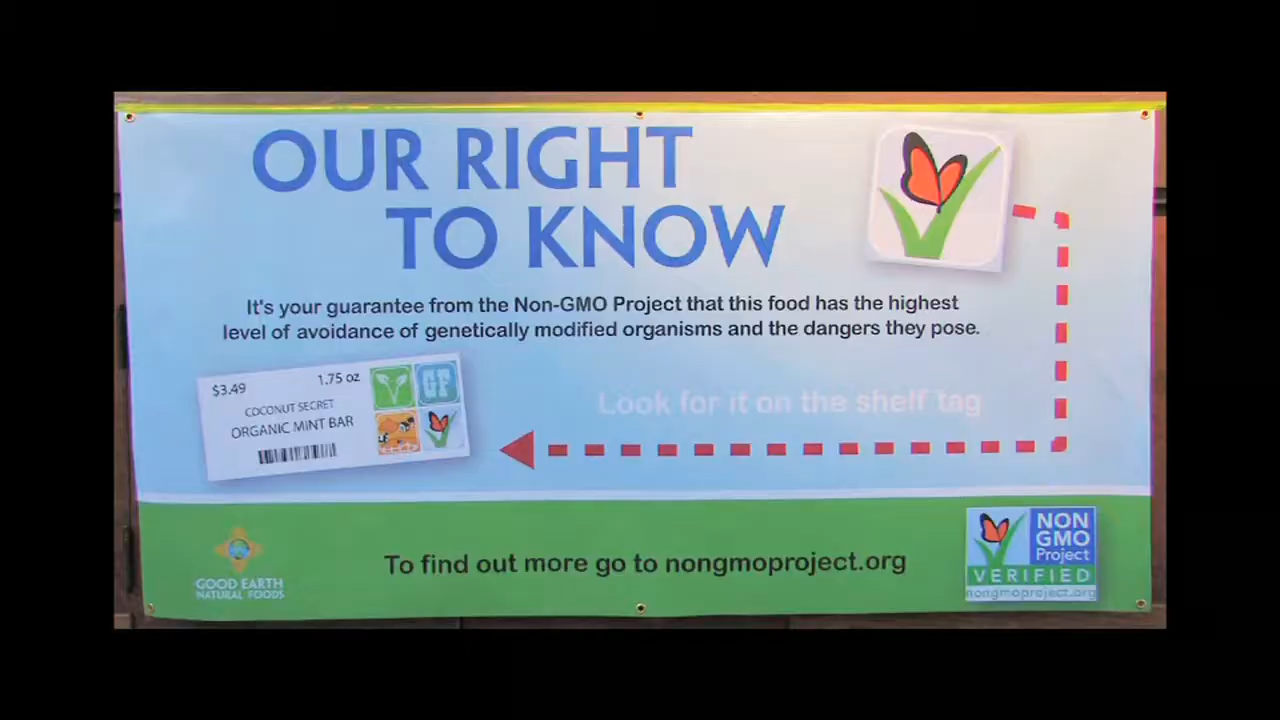 OUR RIGHT
TO KNOW
It's your guarantee from the Non-GMO Project that this food has the highest
level of avoidance of genetically modified organisms and the dangers they pose.
$3.49
1.75 oz
COCONUT SECRET
ORGANIC MINT BAR
GF
Look for it on the shelf tag
GOOD EARTH
NATURAL FOODS
To find out more go to nongmoproject.org
NON
GMO
Project
VERIFIED
nongmoproject.org